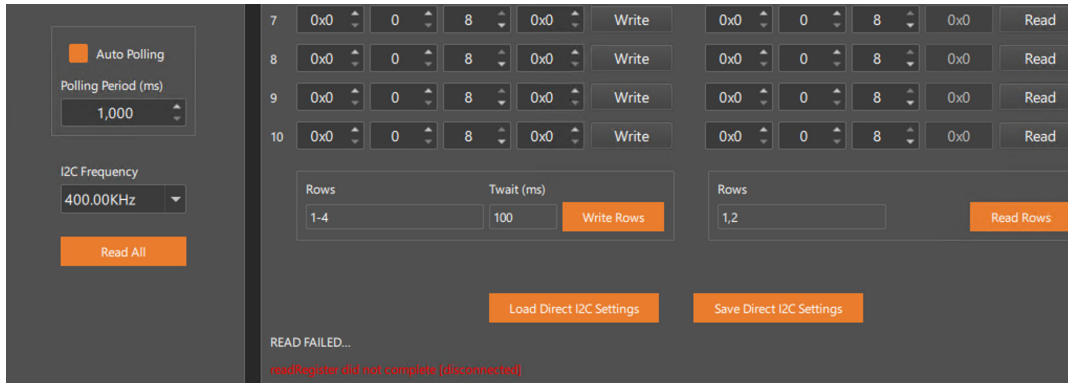 7 0x0 0 8 0x0 Write 0x0 0 8 0x0 Read
Auto Polling
8 0x0 0 8 0x0 Write 0x0 0 8 0x0 Read
Polling Period (ms)
9 0x0 0 8 0x0 Write 0x0 0 8 0x0 Read
1,000
10 0x0 0 8 0x0 Write 0x0 0 8 0x0 Read
I2C Frequency
400.00KHz
Read All
Rows Twait (ms)
1-4 100 Write Rows
Rows
1,2 Read Rows
Load Direct I2C Settings Save Direct I2C Settings
READ FAILED...
readRegister did not complete [disconnected]